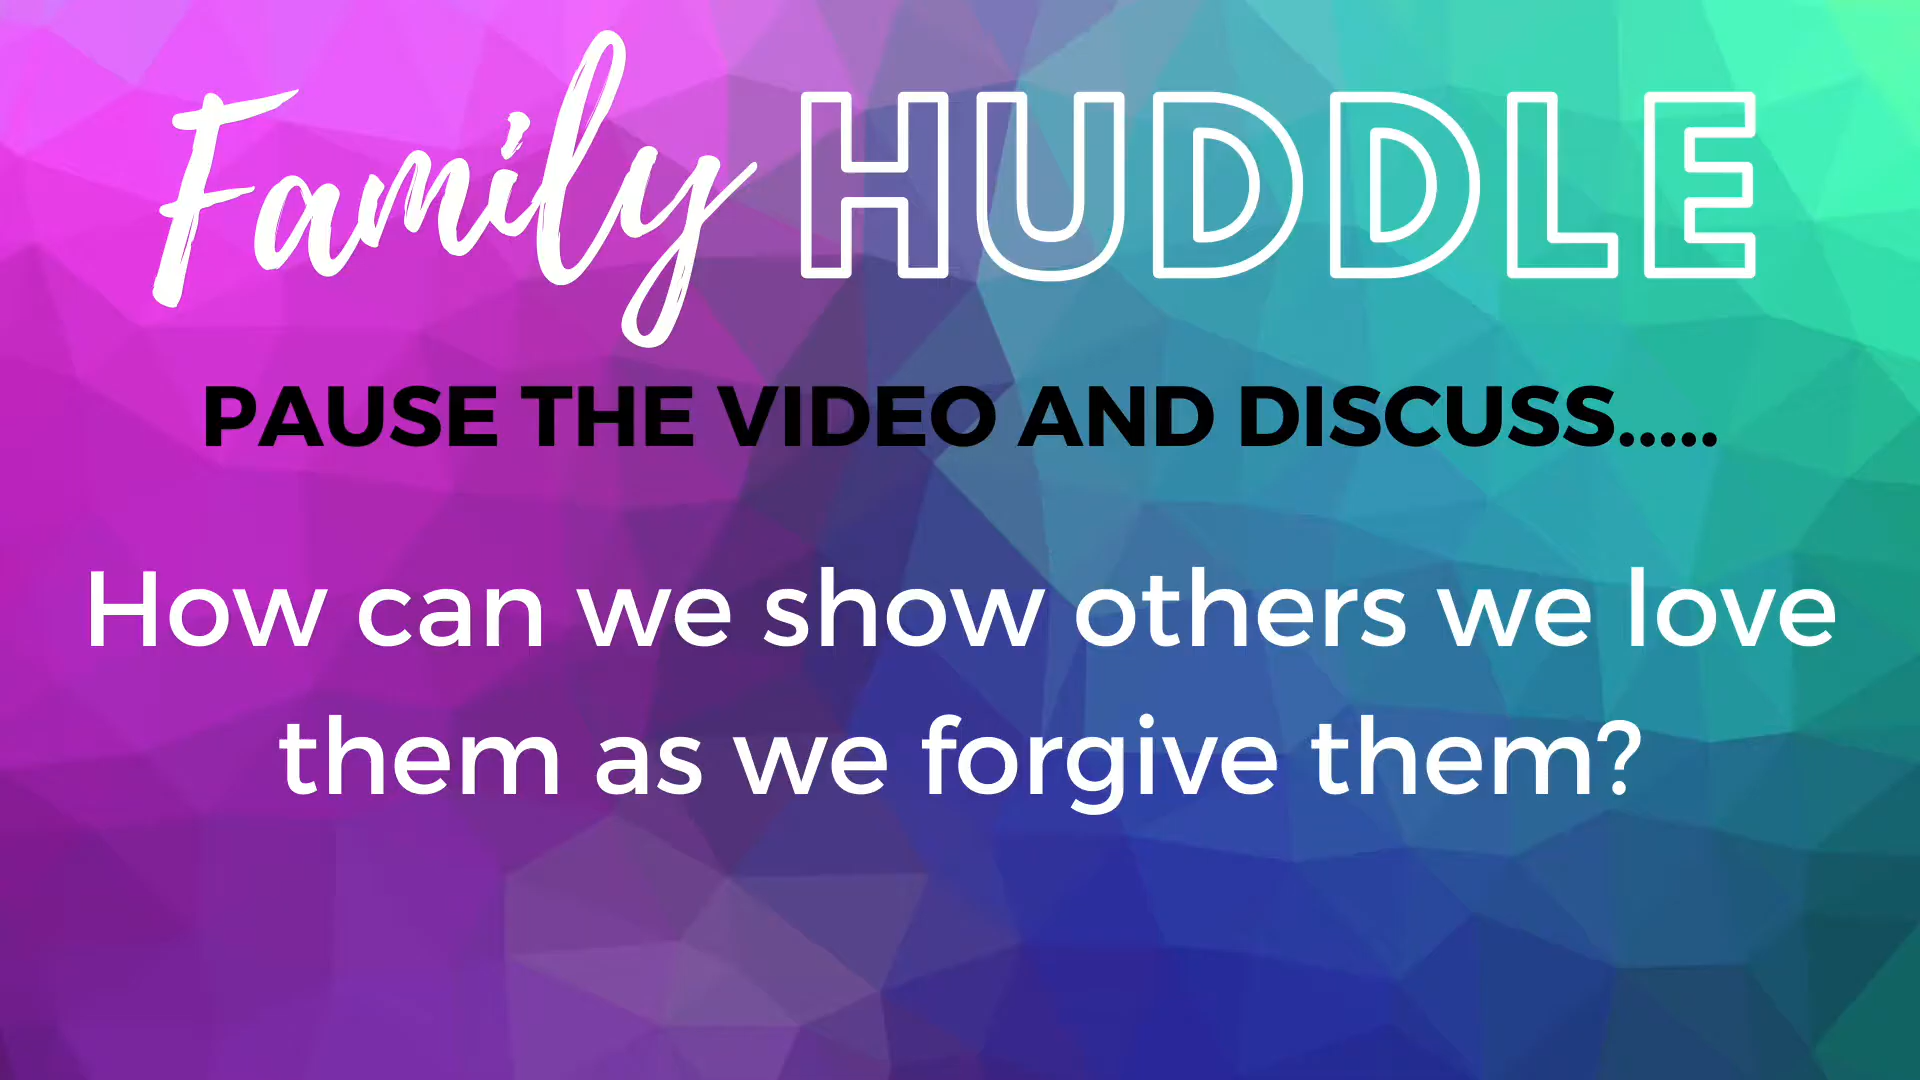 Family HUDDLE
PAUSE THE VIDEO AND DISCUSS.....
How can we show others we love
them as we forgive them?